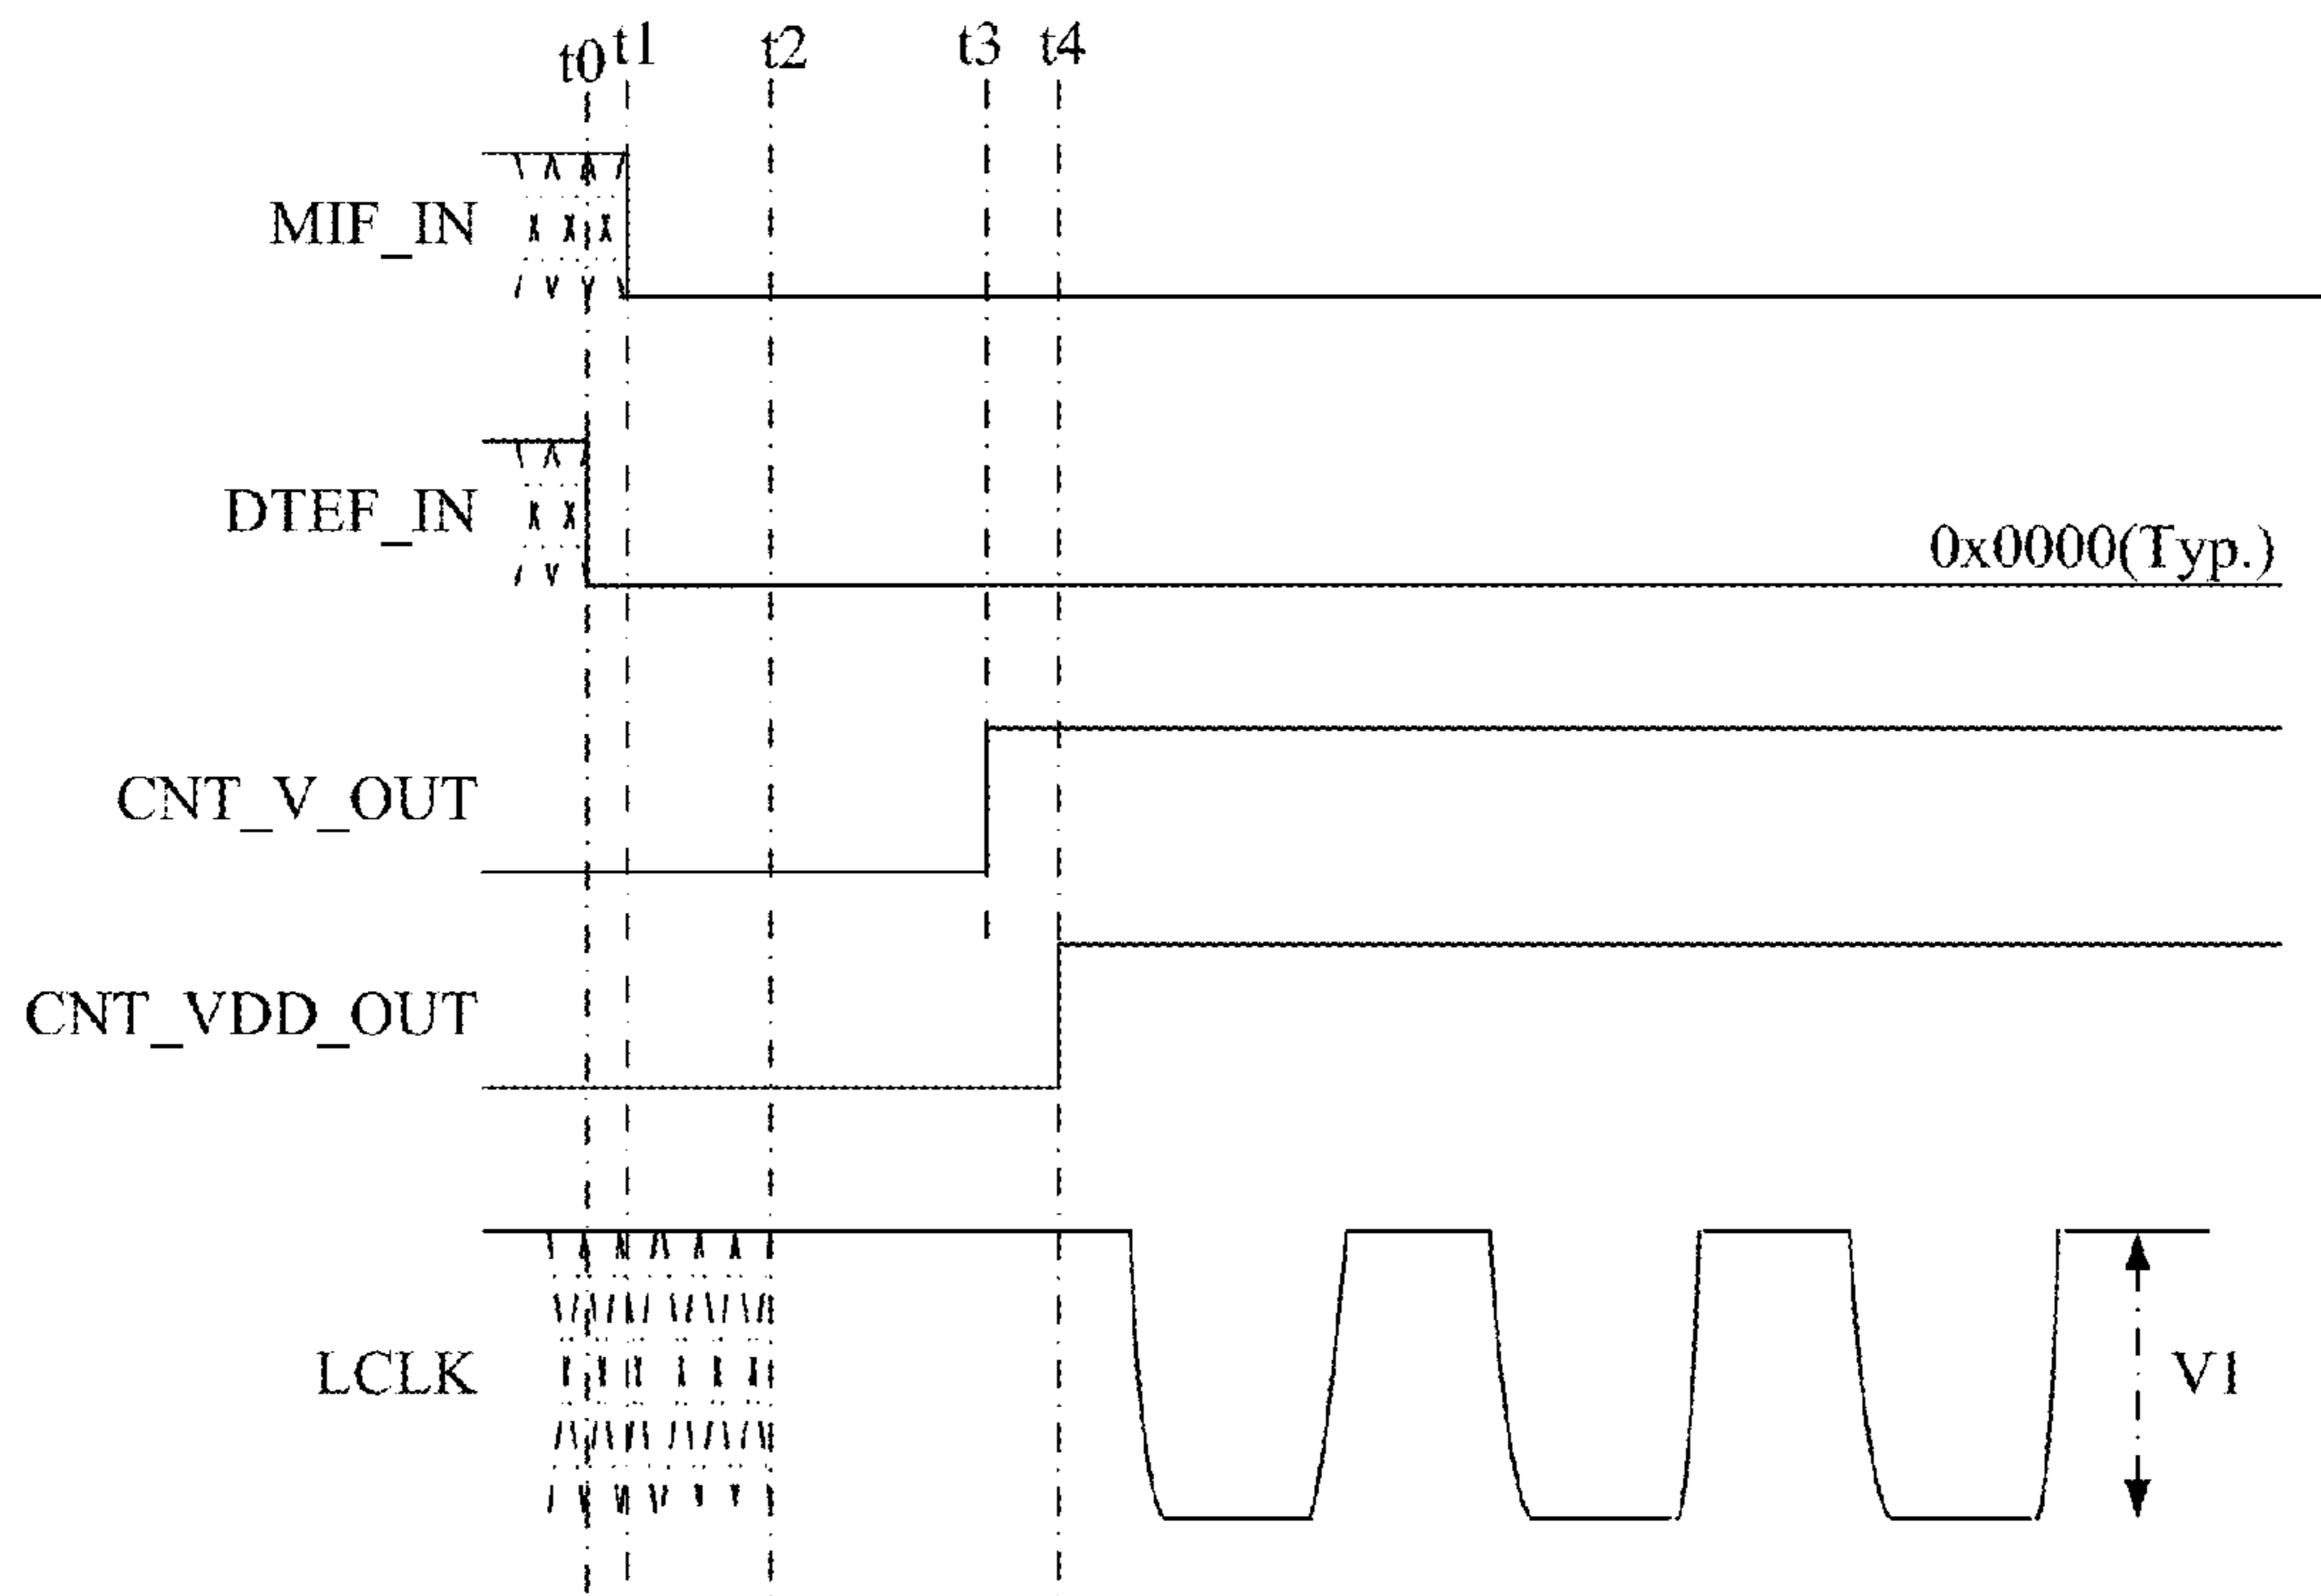 t0 t1 t2 t3 t4
MIF_IN
DTEF_IN
0x0000(Typ.)
CNT_V_OUT
CNT_VDD_OUT
LCLK
V1